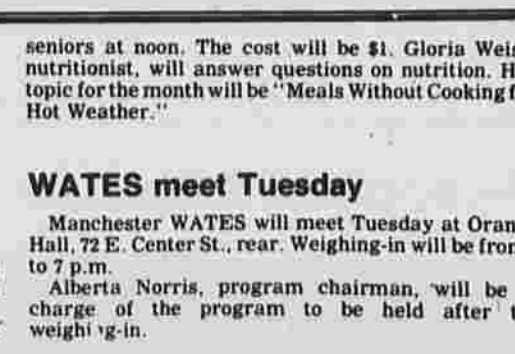 seniors at noon. The cost will be $1. Gloria Weis
nutritionist, will answer questions on nutrition. H
topic for the month will be "Meals Without Cooking f
Hot Weather."
WATES meet Tuesday
Manchester WATES will meet Tuesday at Oran
Hall, 72 E. Center St., rear. Weighing-in will be from
to 7 p.m.
Alberta Norris, program chairman, will be
charge of the program to be held after t
weighing-in.